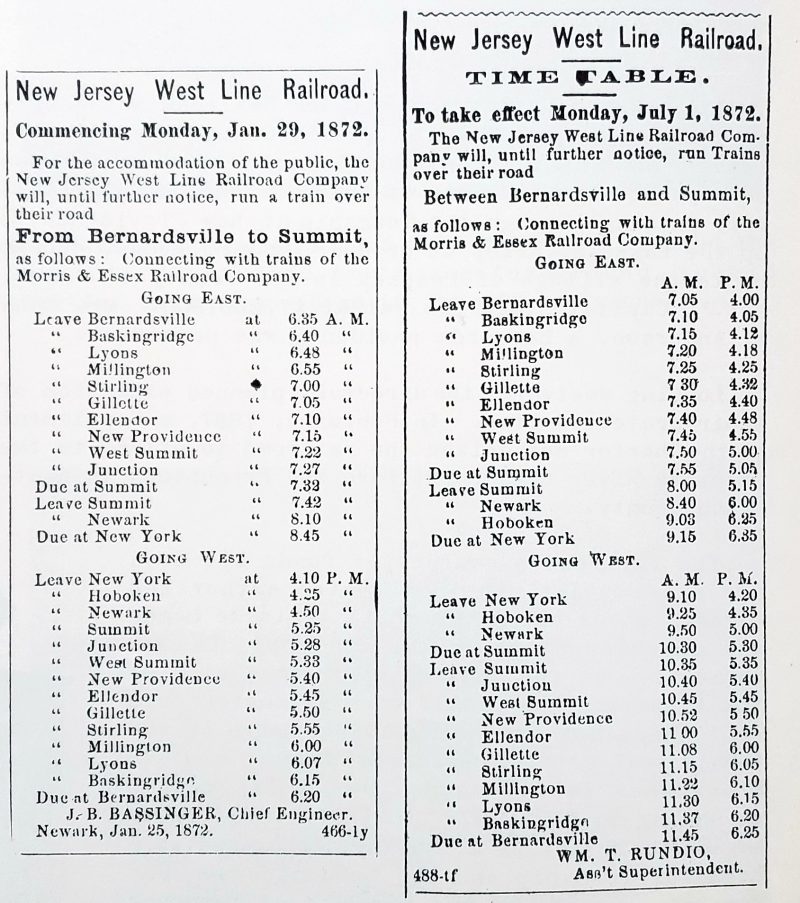 New Jersey West Line Railroad.
Commencing Monday, Jan. 29, 1872.
For the accommodation of the public, the
New Jersey West Line Railroad Company
will, until further notice, run a train over
their road
From Bernardsville to Summit,
as follows: Connecting with trains of the
Morris & Essex Railroad Company.
GOING EAST.
Leave Bernardsville at 6.35 A. M.
" Baskingridge " 6.40 "
" Lyons " 6.48 "
" Millington " 6.55 "
" Stirling 7.00 "
" Gillette " 7.05 "
" Ellendor " 7.10 "
" New Providence " 7.15 "
" West Summit " 7.22 "
" Junction " 7.27 "
Due at Summit " 7.32 "
Leave Summit " 7.42 "
" Newark " 8.10 "
Due at New York " 8.45 "
GOING WEST.
Leave New York at 4.10 P. M.
" Hoboken " 4.25 "
" Newark " 4.50 "
" Summit " 5.25 "
" Junction " 5.28 "
" West Summit " 5.33 "
" New Providence " 5.40 "
" Ellendor " 5.45 "
" Gillette " 5.50 "
" Stirling " 5.55 "
" Millington " 6.00 "
" Lyons " 6.07 "
" Baskingridge " 6.15 "
Due at Bernardsville " 6.20 "
J. B. BASSINGER, Chief Engineer.
Newark, Jan. 25, 1872. 466-ly
New Jersey West Line Railroad.
TIME TABLE.
To take effect Monday, July 1, 1872.
The New Jersey West Line Railroad Com-
pany will, until further notice, run Trains
over their road
Between Bernardsville and Summit,
as follows: Connecting with trains of the
Morris & Essex Railroad Company.
GOING EAST.
A. M. P. M.
Leave Bernardsville 7.05 4.00
" Baskingridge 7.10 4.05
" Lyons 7.15 4.12
" Millington 7.20 4.18
" Stirling 7.25 4.25
" Gillette 7 30 4.32
" Ellendor 7.35 4.40
" New Providence 7.40 4.48
" West Summit 7.45 4.55
" Junction 7.50 5.00
Due at Summit 7.55 5.05
Leave Summit 8.00 5.15
" Newark 8.40 6.00
" Hoboken 9.03 6.25
Due at New York 9.15 6.35
GOING WEST.
A. M. P. M.
Leave New York 9.10 4.20
" Hoboken 9.25 4.35
" Newark 9.50 5.00
Due at Summit 10.30 5.30
Leave Summit 10.35 5.35
" Junction 10.40 5.40
" West Summit 10.45 5.45
" New Providence 10.52 5 50
" Ellendor 11 00 5.55
" Gillette 11.08 6.00
" Stirling 11.15 6.05
" Millington 11.22 6.10
" Lyons 11.30 6.15
" Baskingridge 11.37 6.20
Due at Bernardsville 11.45 6.25
WM. T. RUNDIO,
488-tf Ass't Superintendent.